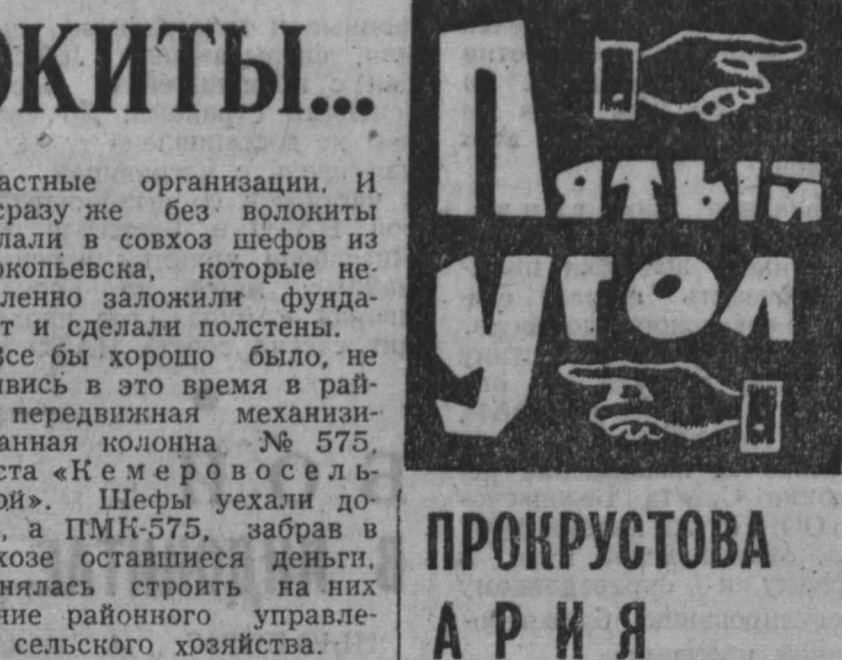 ОКИТЫ...
астные организации. И
сразу же без волокиты
лали в совхоз шефов из
окопьевска, которые не-
ленно заложили фунда-
т и сделали полстены.
Все бы хорошо было, не
ивись в это время в рай-
передвижная механизи-
анная колонна № 575,
ста «Кемеровосель-
ой». Шефы уехали до-
, а ПМК-575, забрав в
хозе оставшиеся деньги,
нялась строить на них
ние районного управле-
сельского хозяйства.
Пятый
угол
ПРОКРУСТОВА
АРИЯ